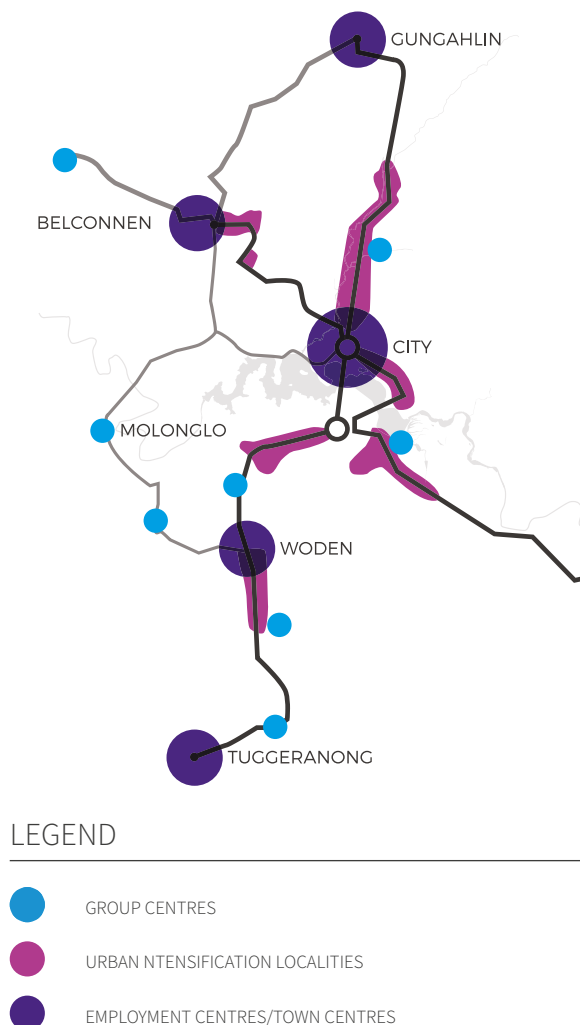 GUNGAHLIN
BELCONNEN
CITY
MOLONGLO
WODEN
TUGGERANONG
LEGEND
GROUP CENTRES
URBAN NTENSIFICATION LOCALITIES
EMPLOYMENT CENTRES/TOWN CENTRES